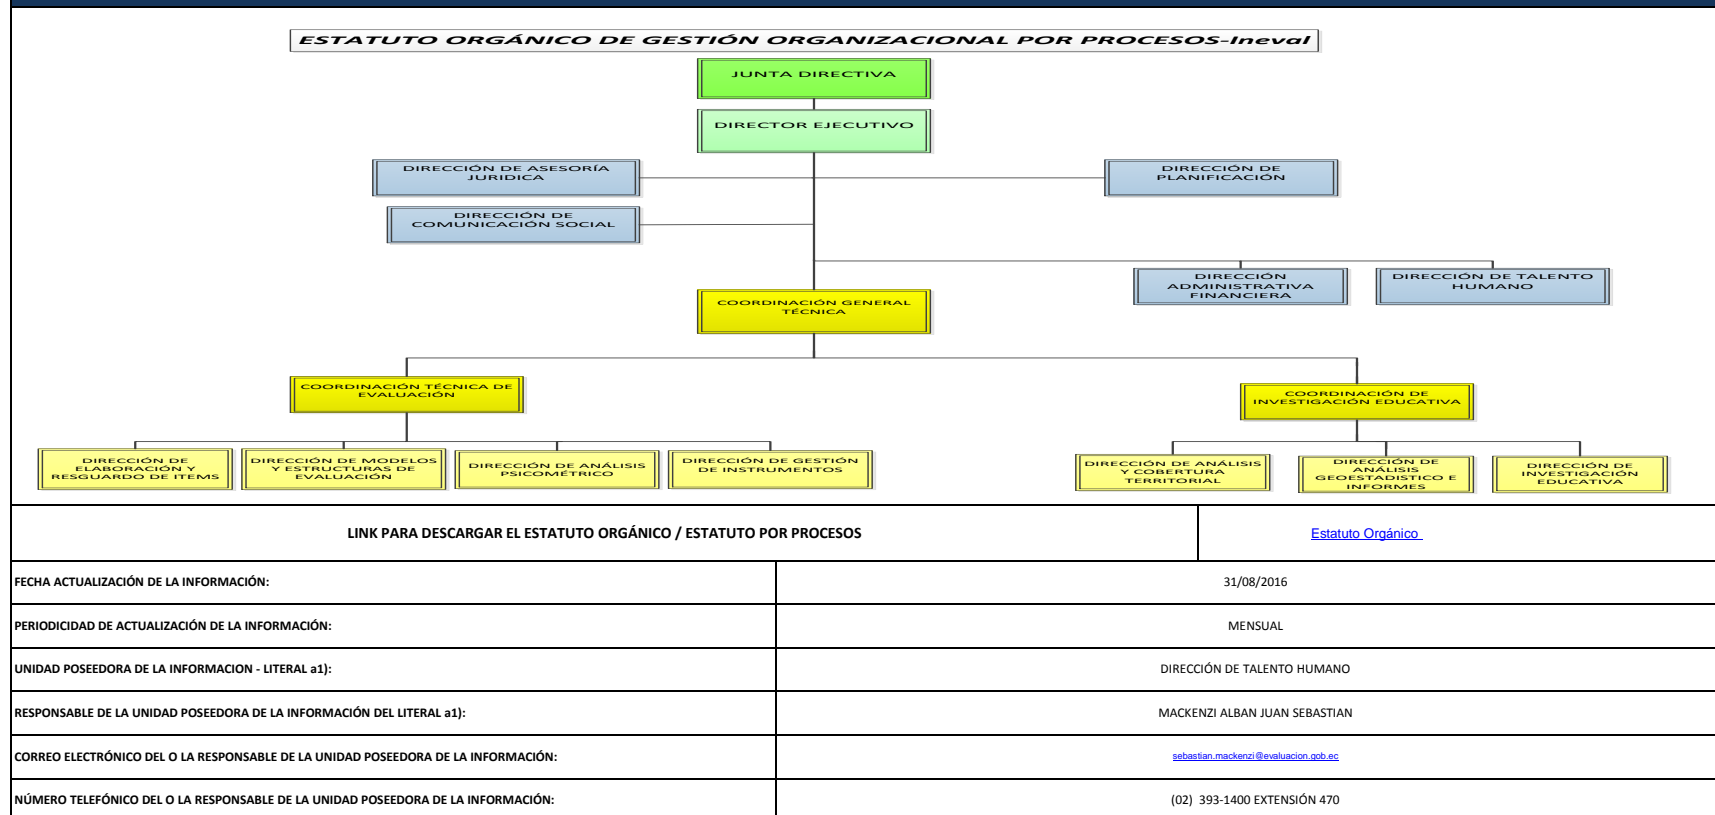 ESTATUTO ORGÁNICO DE GESTIÓN ORGANIZACIONAL POR PROCESOS-Ineval
JUNTA DIRECTIVA
DIRECTOR EJECUTIVO
DIRECCIÓN DE ASESORÍA
JURIDICA
DIRECCIÓN DE
PLANIFICACIÓN
DIRECCIÓN DE
COMUNICACIÓN SOCIAL
DIRECCIÓN
ADMINISTRATIVA
FINANCIERA
DIRECCIÓN DE TALENTO
HUMANO
COORDINACIÓN GENERAL
TÉCNICA
COORDINACIÓN TÉCNICA DE
EVALUACIÓN
COORDINACIÓN DE
INVESTIGACIÓN EDUCATIVA
DIRECCIÓN DE
ELABORACIÓN Y
RESGUARDO DE ITEMS
DIRECCIÓN DE MODELOS
Y ESTRUCTURAS DE
EVALUACIÓN
DIRECCIÓN DE ANÁLISIS
PSICOMÉTRICO
DIRECCIÓN DE GESTIÓN
DE INSTRUMENTOS
DIRECCIÓN DE ANÁLISIS
Y COBERTURA
TERRITORIAL
DIRECCIÓN DE
ANÁLISIS
GEOESTADISTICO E
INFORMES
DIRECCIÓN DE
INVESTIGACIÓN
EDUCATIVA
LINK PARA DESCARGAR EL ESTATUTO ORGÁNICO / ESTATUTO POR PROCESOS
Estatuto Orgánico
FECHA ACTUALIZACIÓN DE LA INFORMACIÓN:
31/08/2016
PERIODICIDAD DE ACTUALIZACIÓN DE LA INFORMACIÓN:
MENSUAL
UNIDAD POSEEDORA DE LA INFORMACION - LITERAL a1):
DIRECCIÓN DE TALENTO HUMANO
RESPONSABLE DE LA UNIDAD POSEEDORA DE LA INFORMACIÓN DEL LITERAL a1):
MACKENZI ALBAN JUAN SEBASTIAN
CORREO ELECTRÓNICO DEL O LA RESPONSABLE DE LA UNIDAD POSEEDORA DE LA INFORMACIÓN:
sebastian.mackenzi@evaluacion.gob.ec
NÚMERO TELEFÓNICO DEL O LA RESPONSABLE DE LA UNIDAD POSEEDORA DE LA INFORMACIÓN:
(02) 393-1400 EXTENSIÓN 470